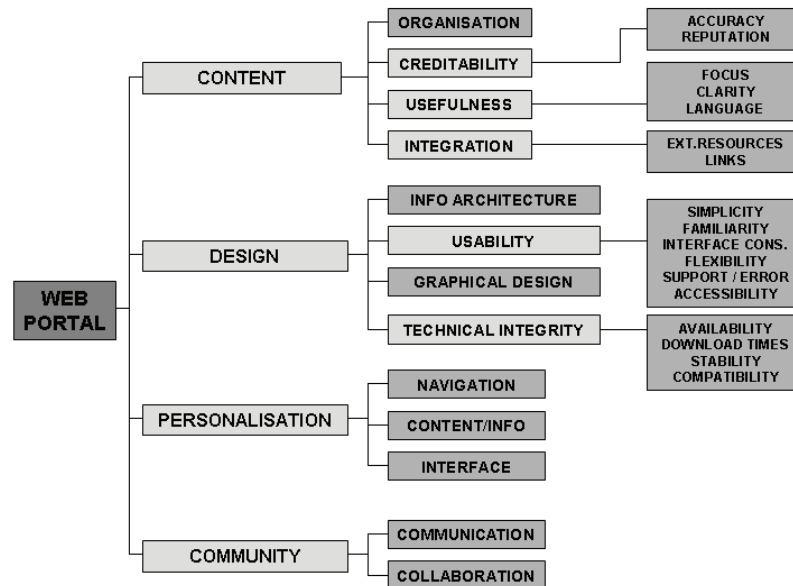 WEB
PORTAL
CONTENT
ORGANISATION
CREDITABILITY
ACCURACY
REPUTATION
USEFULNESS
FOCUS
CLARITY
LANGUAGE
INTEGRATION
EXT.RESOURCES
LINKS
DESIGN
INFO ARCHITECTURE
USABILITY
SIMPLICITY
FAMILIARITY
INTERFACE CONS.
FLEXIBILITY
SUPPORT / ERROR
ACCESSIBILITY
GRAPHICAL DESIGN
TECHNICAL INTEGRITY
AVAILABILITY
DOWNLOAD TIMES
STABILITY
COMPATIBILITY
PERSONALISATION
NAVIGATION
CONTENT/INFO
INTERFACE
COMMUNITY
COMMUNICATION
COLLABORATION